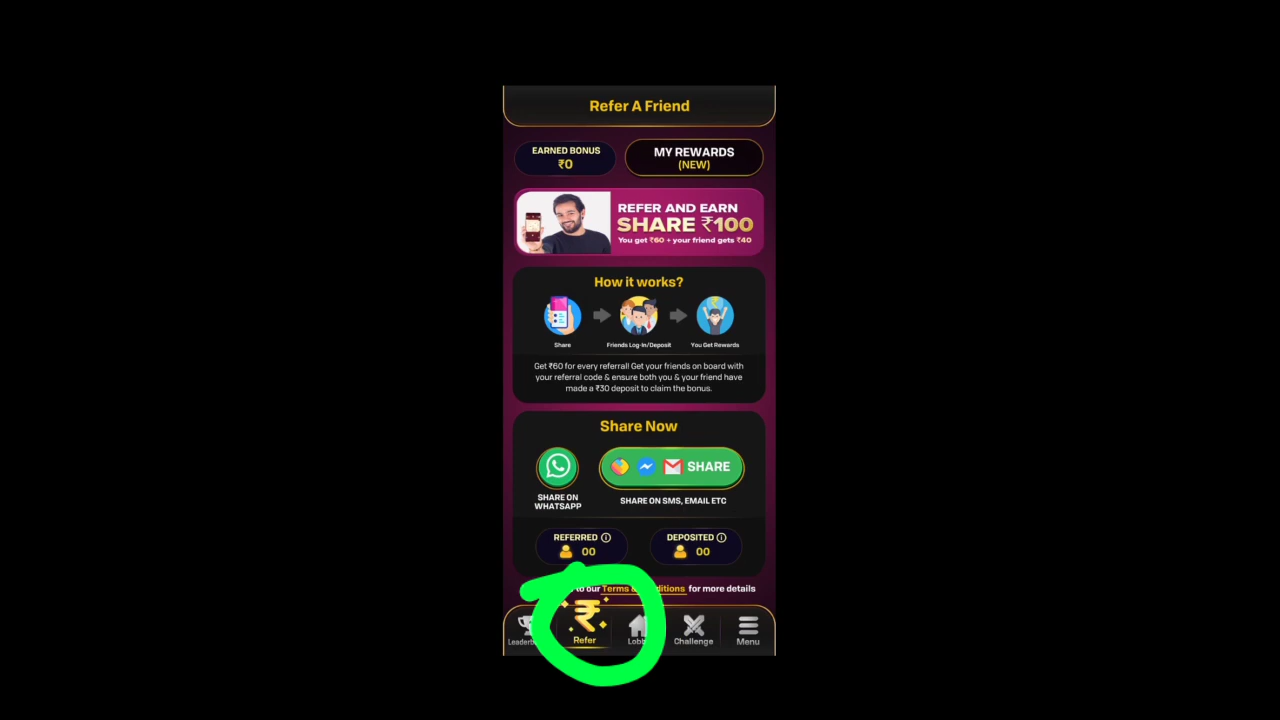 Refer A Friend
EARNED BONUS
₹0
MY REWARDS
(NEW)
REFER AND EARN
SHARE ₹100
You get ₹60 + your friend gets ₹40
How it works?
Share
Friends Log-In/Deposit
You Get Rewards
Get ₹60 for every referral! Get your friends on board with
your referral code & ensure both you & your friend have
made a ₹30 deposit to claim the bonus.
Share Now
SHARE
SHARE ON
WHATSAPP
SHARE ON SMS, EMAIL ETC
REFERRED
00
DEPOSITED
00
to our Terms & for more details
Refer
Challenge
Menu